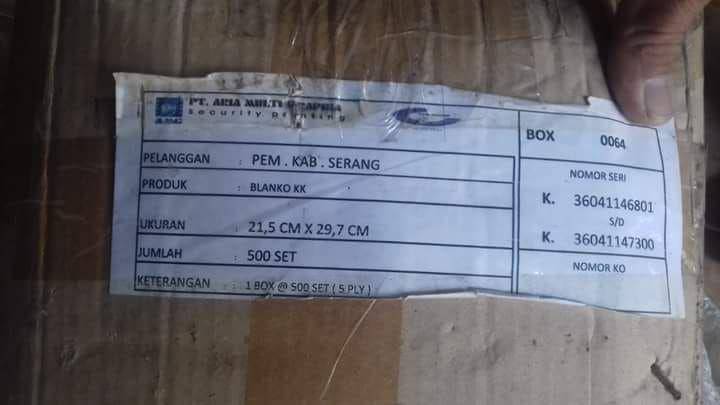 PT. ARIA MULTI GRAPHIA
Security printing
AMG
PELANGGAN : PEM . KAB . SERANG
PRODUK : BLANKO KK
UKURAN : 21,5 CM X 29,7 CM
JUMLAH : 500 SET
KETERANGAN : 1 BOX @ 500 SET ( 5 PLY )
BOX 0064
NOMOR SERI
K. 36041146801
S/D
K. 36041147300
NOMOR KO